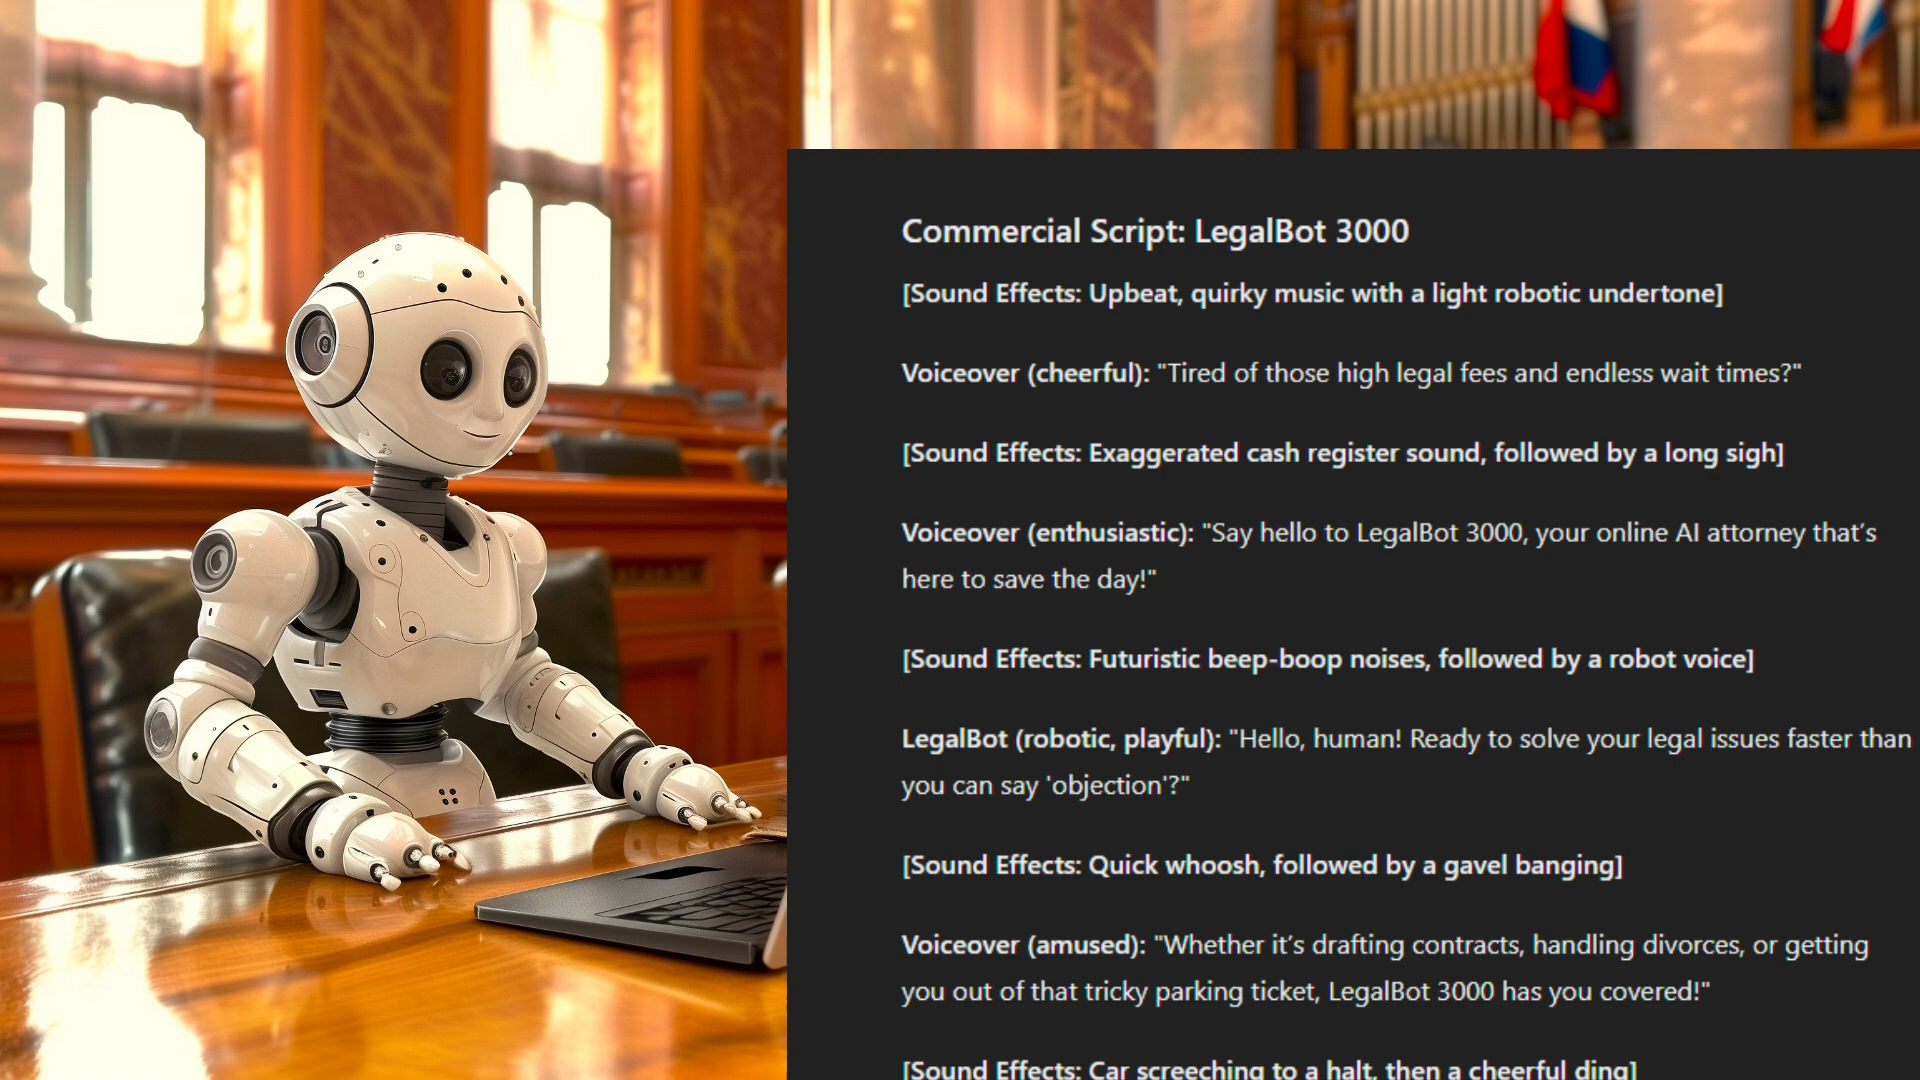 Commercial Script: LegalBot 3000
[Sound Effects: Upbeat, quirky music with a light robotic undertone]
Voiceover (cheerful): "Tired of those high legal fees and endless wait times?"
[Sound Effects: Exaggerated cash register sound, followed by a long sigh]
Voiceover (enthusiastic): "Say hello to LegalBot 3000, your online AI attorney that’s
here to save the day!"
[Sound Effects: Futuristic beep-boop noises, followed by a robot voice]
LegalBot (robotic, playful): "Hello, human! Ready to solve your legal issues faster than
you can say 'objection'?"
[Sound Effects: Quick whoosh, followed by a gavel banging]
Voiceover (amused): "Whether it’s drafting contracts, handling divorces, or getting
you out of that tricky parking ticket, LegalBot 3000 has you covered!"
[Sound Effects: Car screeching to a halt, then a cheerful ding]